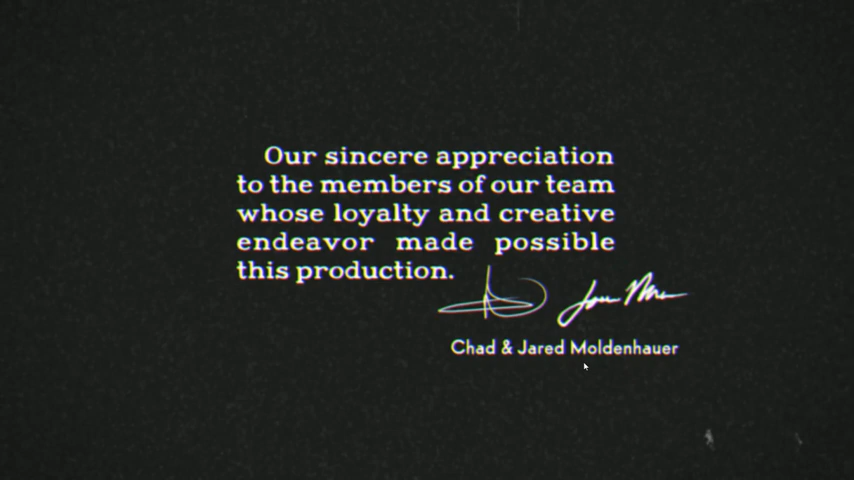 Our sincere appreciation
to the members of our team
whose loyalty and creative
endeavor made possible
this production.
Chad & Jared Moldenhauer